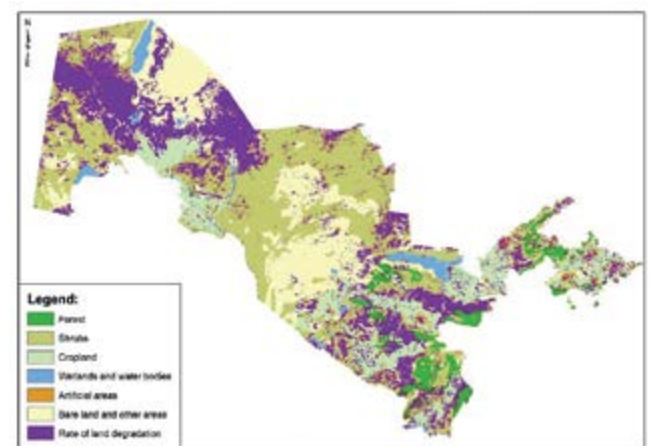 Legend:
Forest
Shrubs
Cropland
Wetlands and water bodies
Artificial areas
Bare land and other areas
Rate of land degradation